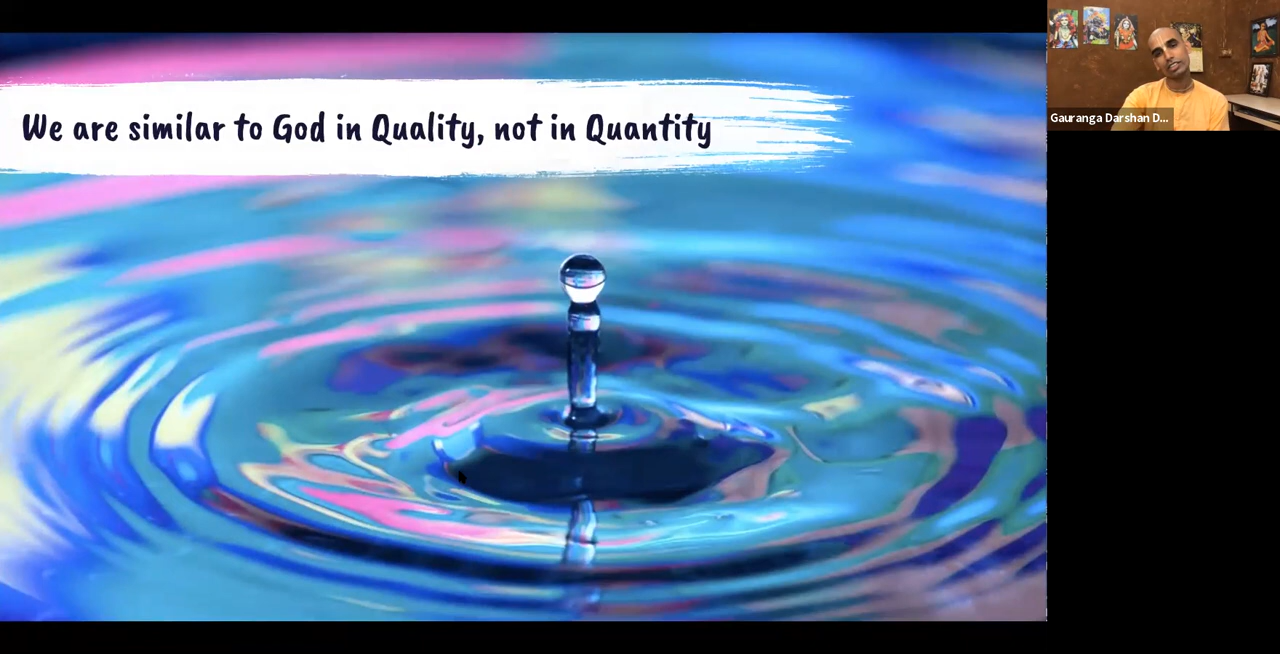 We are similar to God in Quality, not in Quantity
Gauranga Darshan D...